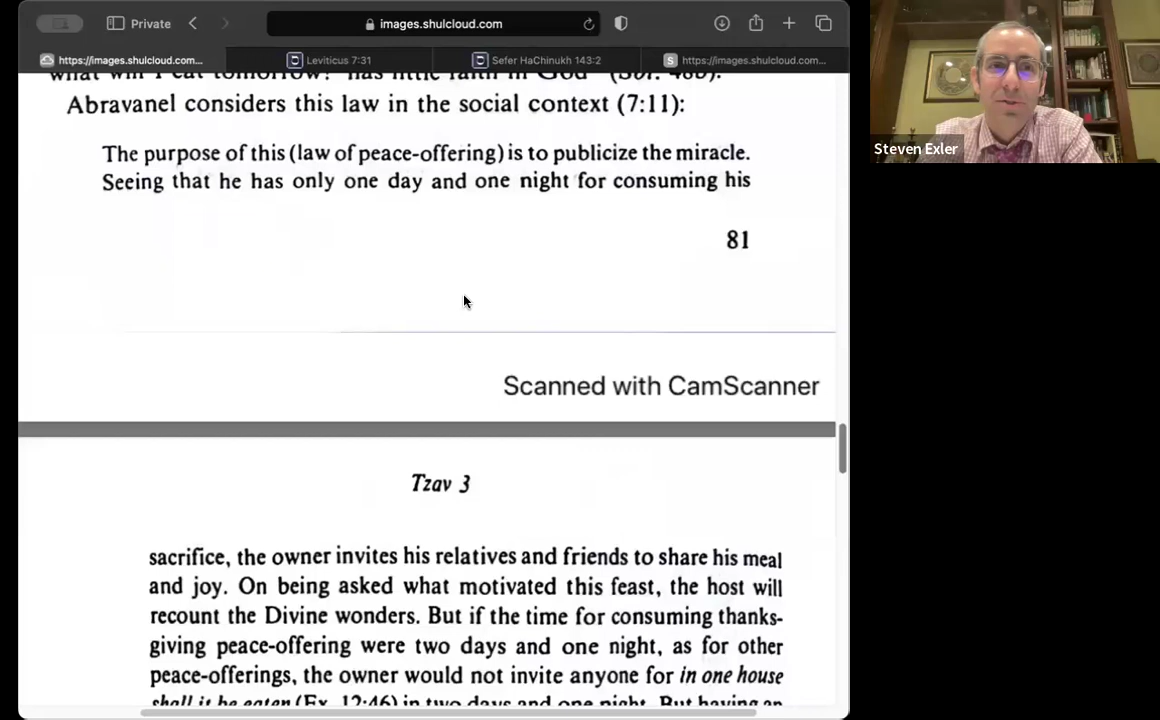 Private
images.shulcloud.com
https://images.shulcloud.com...
Leviticus 7:31
Sefer HaChinukh 143:2
S
https://images.shulcloud.com...
what will I eat tomorrow? has little faith in God" (Sot. 48b).
Abravanel considers this law in the social context (7:11):
The purpose of this (law of peace-offering) is to publicize the miracle.
Seeing that he has only one day and one night for consuming his
81
Scanned with CamScanner
Tzav 3
sacrifice, the owner invites his relatives and friends to share his meal
and joy. On being asked what motivated this feast, the host will
recount the Divine wonders. But if the time for consuming thanks-
giving peace-offering were two days and one night, as for other
peace-offerings, the owner would not invite anyone for in one house
shall it be eaten (Ex. 12:46) in two days and one night. But having an
Steven Exler